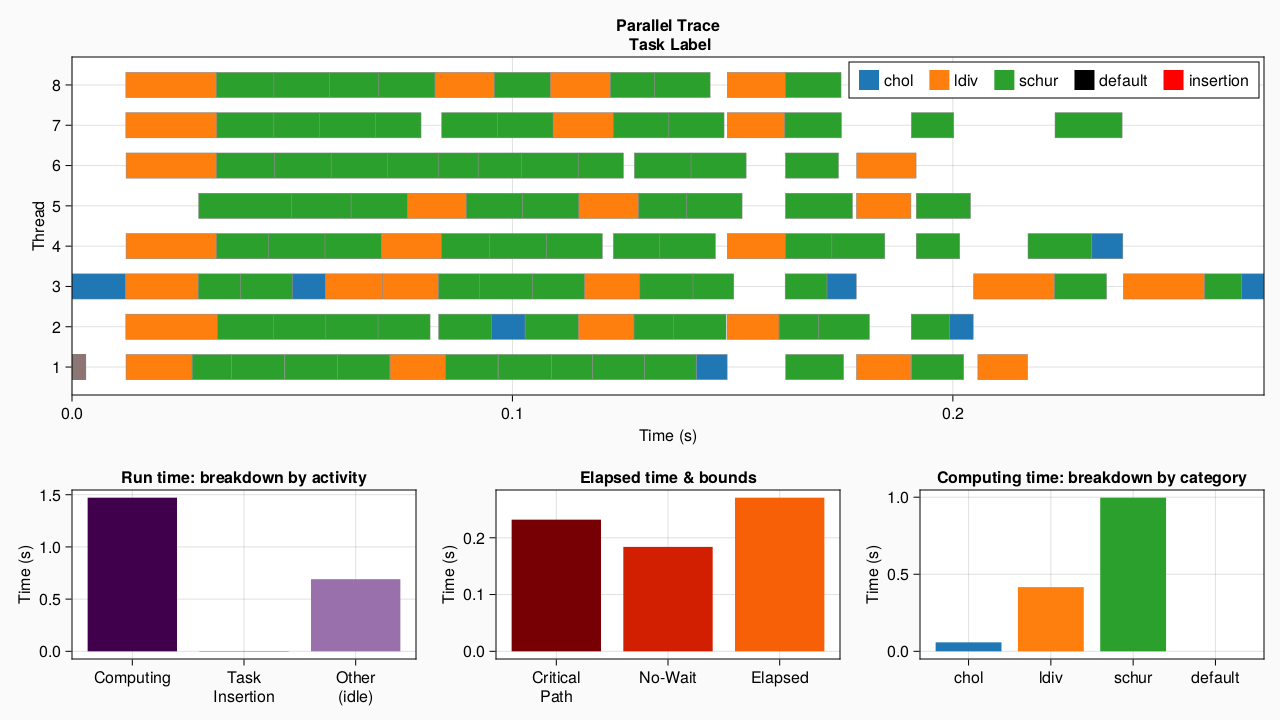 Parallel Trace
Task Label
chol ldiv schur default insertion
Thread
8
7
6
5
4
3
2
1
0.0 0.1 0.2
Time (s)
Run time: breakdown by activity
Time (s)
1.5
1.0
0.5
0.0
Computing Task Insertion Other (idle)
Elapsed time & bounds
Time (s)
0.2
0.1
0.0
Critical Path No-Wait Elapsed
Computing time: breakdown by category
Time (s)
1.0
0.5
0.0
chol ldiv schur default